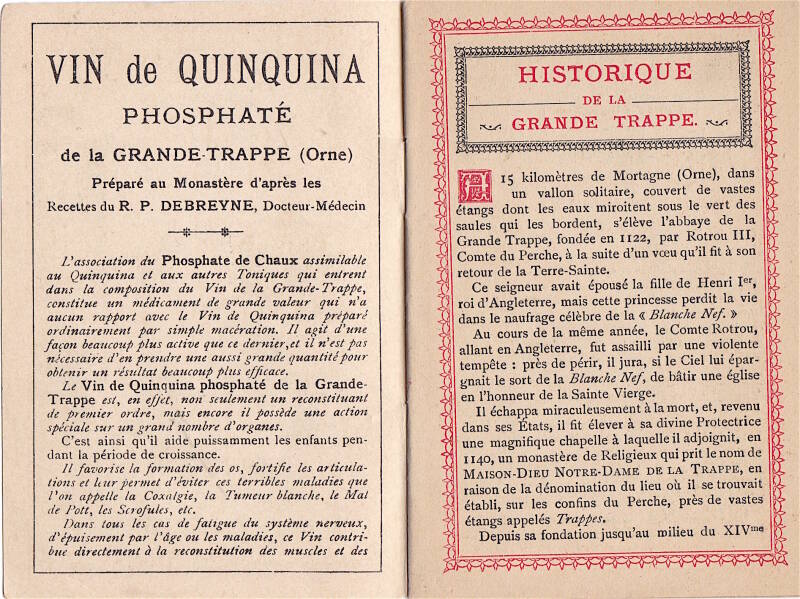 VIN de QUINQUINA
PHOSPHATÉ
de la GRANDE-TRAPPE (Orne)
Préparé au Monastère d'après les
Recettes du R. P. DEBREYNE, Docteur-Médecin
L'association du Phosphate de Chaux assimilable
au Quinquina et aux autres Toniques qui entrent
dans la composition du Vin de la Grande-Trappe,
constitue un médicament de grande valeur qui n'a
aucun rapport avec le Vin de Quinquina préparé
ordinairement par simple macération. Il agit d'une
façon beaucoup plus active que ce dernier, et il n'est pas
nécessaire d'en prendre une aussi grande quantité pour
obtenir un résultat beaucoup plus efficace.
Le Vin de Quinquina phosphaté de la Grande-
Trappe est, en effet, non seulement un reconstituant
de premier ordre, mais encore il possède une action
spéciale sur un grand nombre d'organes.
C'est ainsi qu'il aide puissamment les enfants pen-
dant la période de croissance.
Il favorise la formation des os, fortifie les articula-
tions et leur permet d'éviter ces terribles maladies que
l'on appelle la Coxalgie, la Tumeur blanche, le Mal
de Pott, les Scrofules, etc.
Dans tous les cas de fatigue du système nerveux,
d'épuisement par l'âge ou les maladies, ce Vin contri-
bue directement à la reconstitution des muscles et des
HISTORIQUE
DE LA
GRANDE TRAPPE.
A 15 kilomètres de Mortagne (Orne), dans
un vallon solitaire, couvert de vastes
étangs dont les eaux miroitent sous le vert des
saules qui les bordent, s'élève l'abbaye de la
Grande Trappe, fondée en 1122, par Rotrou III,
Comte du Perche, à la suite d'un vœu qu'il fit à son
retour de la Terre-Sainte.
Ce seigneur avait épousé la fille de Henri Ier,
roi d'Angleterre, mais cette princesse perdit la vie
dans le naufrage célèbre de la « Blanche Nef. »
Au cours de la même année, le Comte Rotrou,
allant en Angleterre, fut assailli par une violente
tempête : près de périr, il jura, si le Ciel lui épar-
gnait le sort de la Blanche Nef, de bâtir une église
en l'honneur de la Sainte Vierge.
Il échappa miraculeusement à la mort, et, revenu
dans ses États, il fit élever à sa divine Protectrice
une magnifique chapelle à laquelle il adjoignit, en
1140, un monastère de Religieux qui prit le nom de
MAISON-DIEU NOTRE-DAME DE LA TRAPPE, en
raison de la dénomination du lieu où il se trouvait
établi, sur les confins du Perche, près de vastes
étangs appelés Trappes.
Depuis sa fondation jusqu'au milieu du XIVme